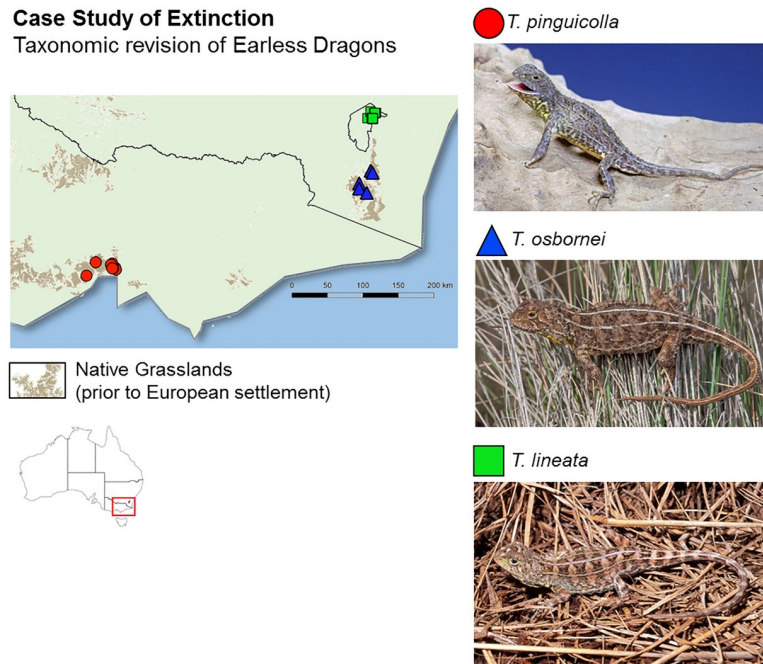 Case Study of Extinction
Taxonomic revision of Earless Dragons
T. pinguicolla
0 50 100 150 200 km
T. osbornei
Native Grasslands
(prior to European settlement)
T. lineata